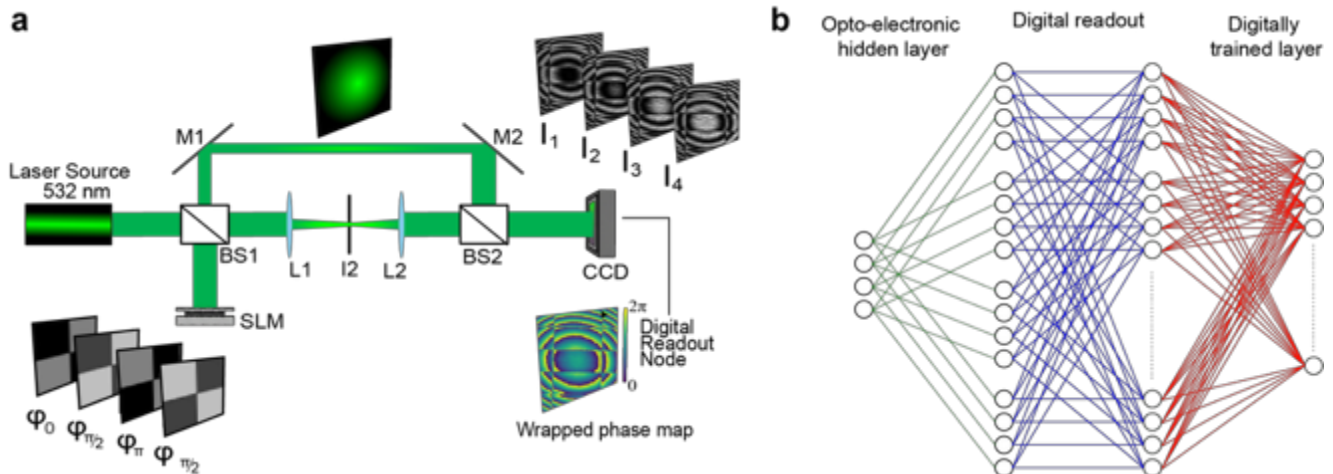 a
M1
M2
Laser Source
532 nm
BS1
L1
I2
L2
BS2
CCD
SLM
I1
I2
I3
I4
φ0
φπ/2
φπ
φπ/2
2π
0
Digital
Readout
Node
Wrapped phase map
b
Opto-electronic
hidden layer
Digital readout
Digitally
trained layer